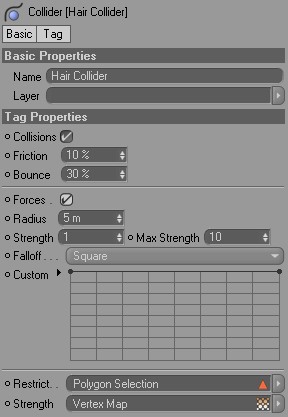 Collider [Hair Collider]
Basic Tag
Basic Properties
Name Hair Collider
Layer
Tag Properties
Collisions
Friction 10 %
Bounce 30 %
Forces .
Radius 5 m
Strength 1 Max Strength 10
Falloff . . . Square
Custom
Restrict. . Polygon Selection
Strength Vertex Map